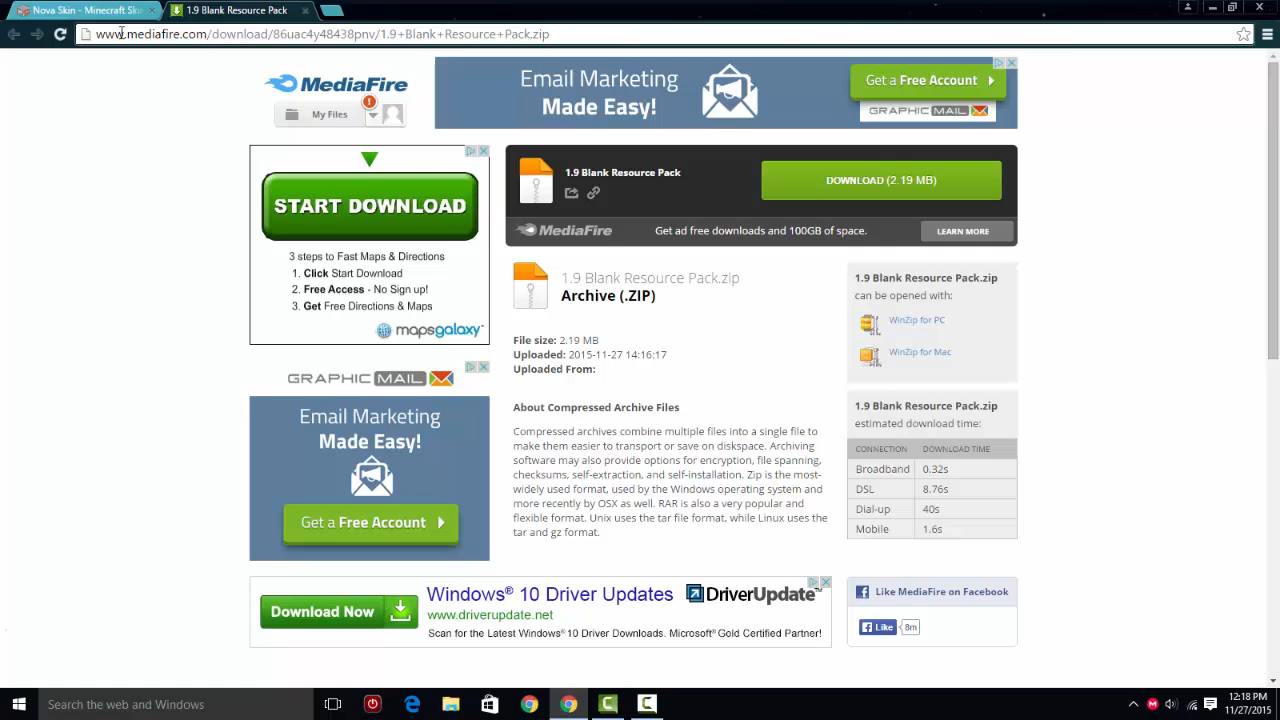 Nova Skin - Minecraft Sk
1.9 Blank Resource Pack
www.mediafire.com/download/86uac4y48438pnv/1.9+Blank+Resource+Pack.zip
MediaFire
My Files
!
Email Marketing
Made Easy!
Get a Free Account
GRAPHICMAIL
START DOWNLOAD
3 steps to Fast Maps & Directions
1. Click Start Download
2. Free Access - No Sign up!
3. Get Free Directions & Maps
mapsgalaxy
1.9 Blank Resource Pack
DOWNLOAD (2.19 MB)
MediaFire
Get ad free downloads and 100GB of space.
LEARN MORE
1.9 Blank Resource Pack.zip
Archive (.ZIP)
File size: 2.19 MB
Uploaded: 2015-11-27 14:16:17
Uploaded From:
About Compressed Archive Files
Compressed archives combine multiple files into a single file to
make them easier to transport or save on diskspace. Archiving
software may also provide options for encryption, file spanning,
checksums, self-extraction, and self-installation. Zip is the most-
widely used format, used by the Windows operating system and
more recently by OSX as well. RAR is also a very popular and
flexible format. Unix uses the tar file format, while Linux uses the
tar and gz format.
1.9 Blank Resource Pack.zip
can be opened with:
WinZip for PC
WinZip for Mac
1.9 Blank Resource Pack.zip
estimated download time:
CONNECTION DOWNLOAD TIME
Broadband 0.32s
DSL 8.76s
Dial-up 40s
Mobile 1.6s
GRAPHICMAIL
Email Marketing
Made Easy!
Get a Free Account
Download Now
Windows® 10 Driver Updates
www.driverupdate.net
Scan for the Latest Windows® 10 Driver Downloads. Microsoft® Gold Certified Partner!
DriverUpdate™
Like MediaFire on Facebook
Like
8m
Search the web and Windows
12:18 PM
11/27/2015